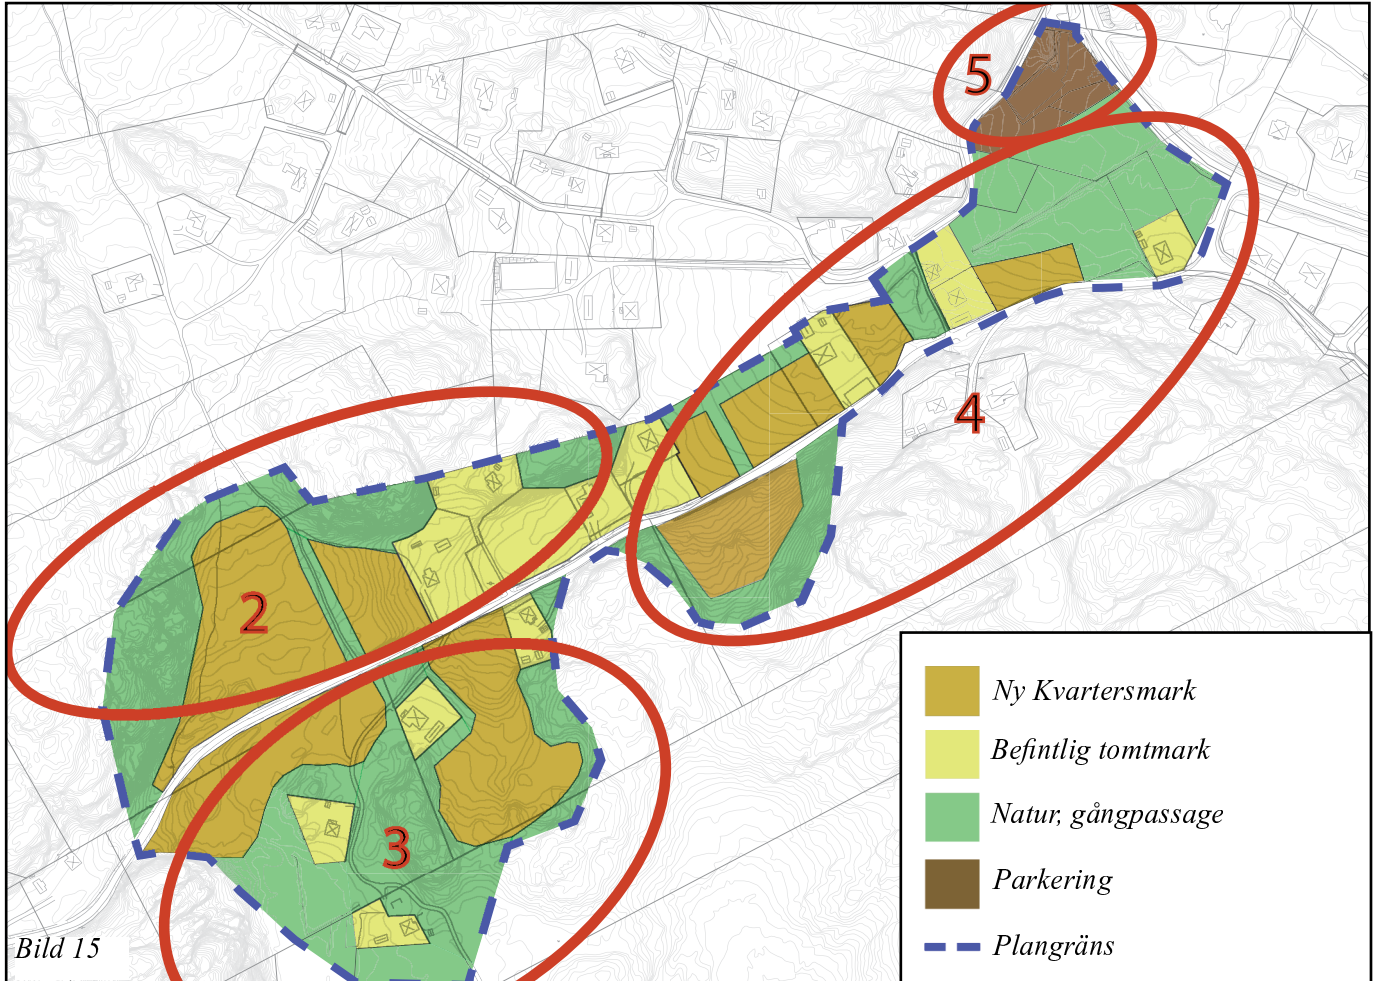 5
4
2
3
Ny Kvartersmark
Befintlig tomtmark
Natur, gångpassage
Parkering
Plangräns
Bild 15